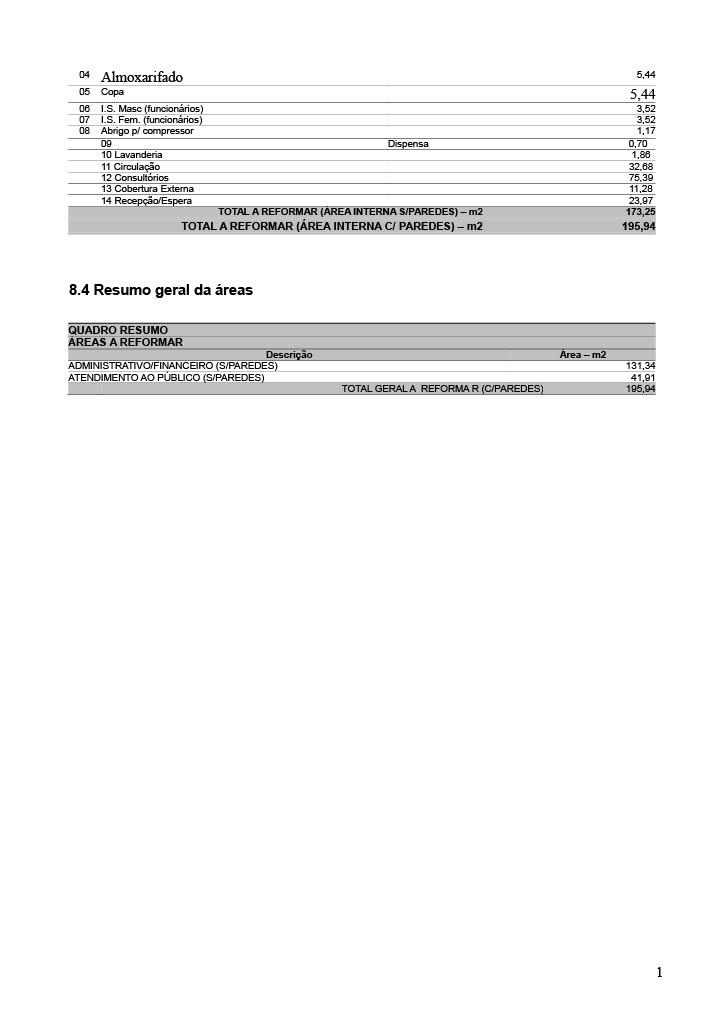 04 Almoxarifado 5,44
05 Copa 5,44
06 I.S. Masc (funcionários) 3,52
07 I.S. Fem. (funcionários) 3,52
08 Abrigo p/ compressor 1,17
09 Dispensa 0,70
10 Lavanderia 1,86
11 Circulação 32,68
12 Consultórios 75,39
13 Cobertura Externa 11,28
14 Recepção/Espera 23,97
TOTAL A REFORMAR (ÁREA INTERNA S/PAREDES) – m2 173,25
TOTAL A REFORMAR (ÁREA INTERNA C/ PAREDES) – m2 195,94
8.4 Resumo geral da áreas
QUADRO RESUMO
ÁREAS A REFORMAR
Descrição Área – m2
ADMINISTRATIVO/FINANCEIRO (S/PAREDES) 131,34
ATENDIMENTO AO PÚBLICO (S/PAREDES) 41,91
TOTAL GERAL A REFORMA R (C/PAREDES) 195,94
1